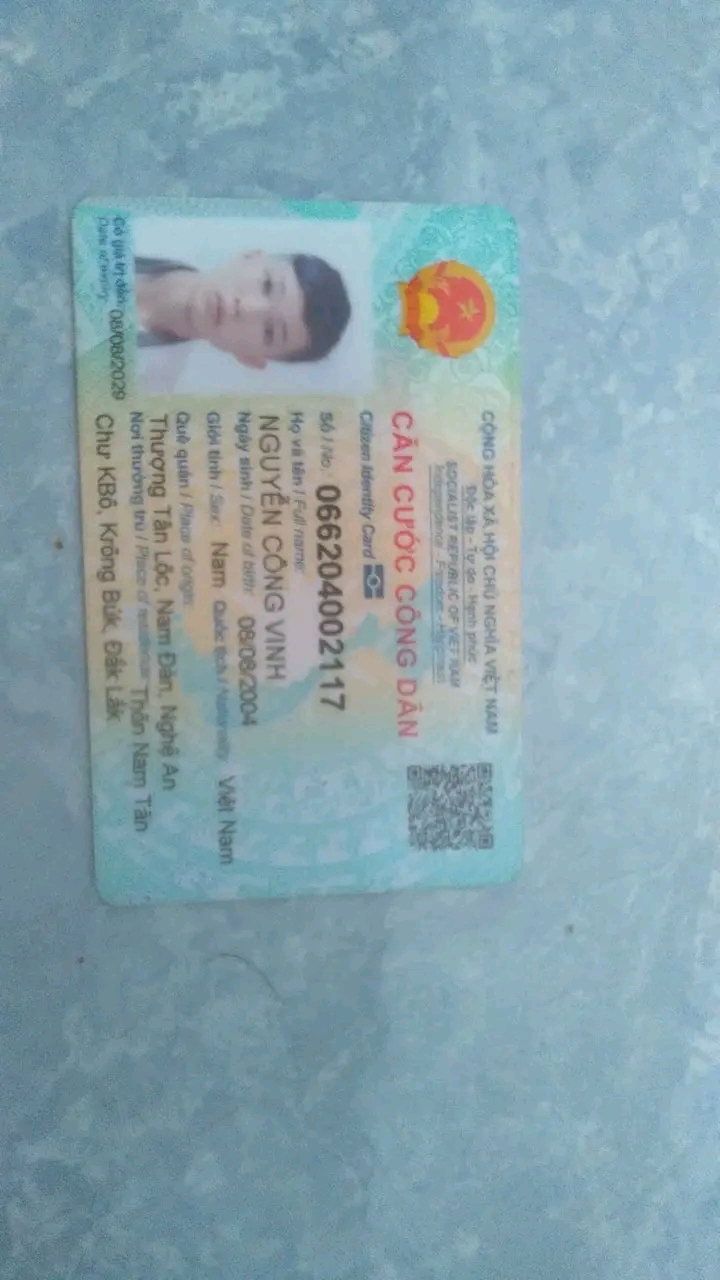 CỘNG HÒA XÃ HỘI CHỦ NGHĨA VIỆT NAM
Độc lập - Tự do - Hạnh phúc
SOCIALIST REPUBLIC OF VIET NAM
Independence - Freedom - Happiness
CĂN CƯỚC CÔNG DÂN
Citizen Identity Card
Số / No.: 066204002117
Họ và tên / Full name:
NGUYỄN CÔNG VINH
Ngày sinh / Date of birth: 08/08/2004
Giới tính / Sex: Nam Quốc tịch / Nationality: Việt Nam
Quê quán / Place of origin:
Thượng Tân Lộc, Nam Đàn, Nghệ An
Nơi thường trú / Place of residence: Thôn Nam Tân
Chư KBô, Krông Búk, Đắk Lắk
Có giá trị đến: 08/08/2029
Date of expiry